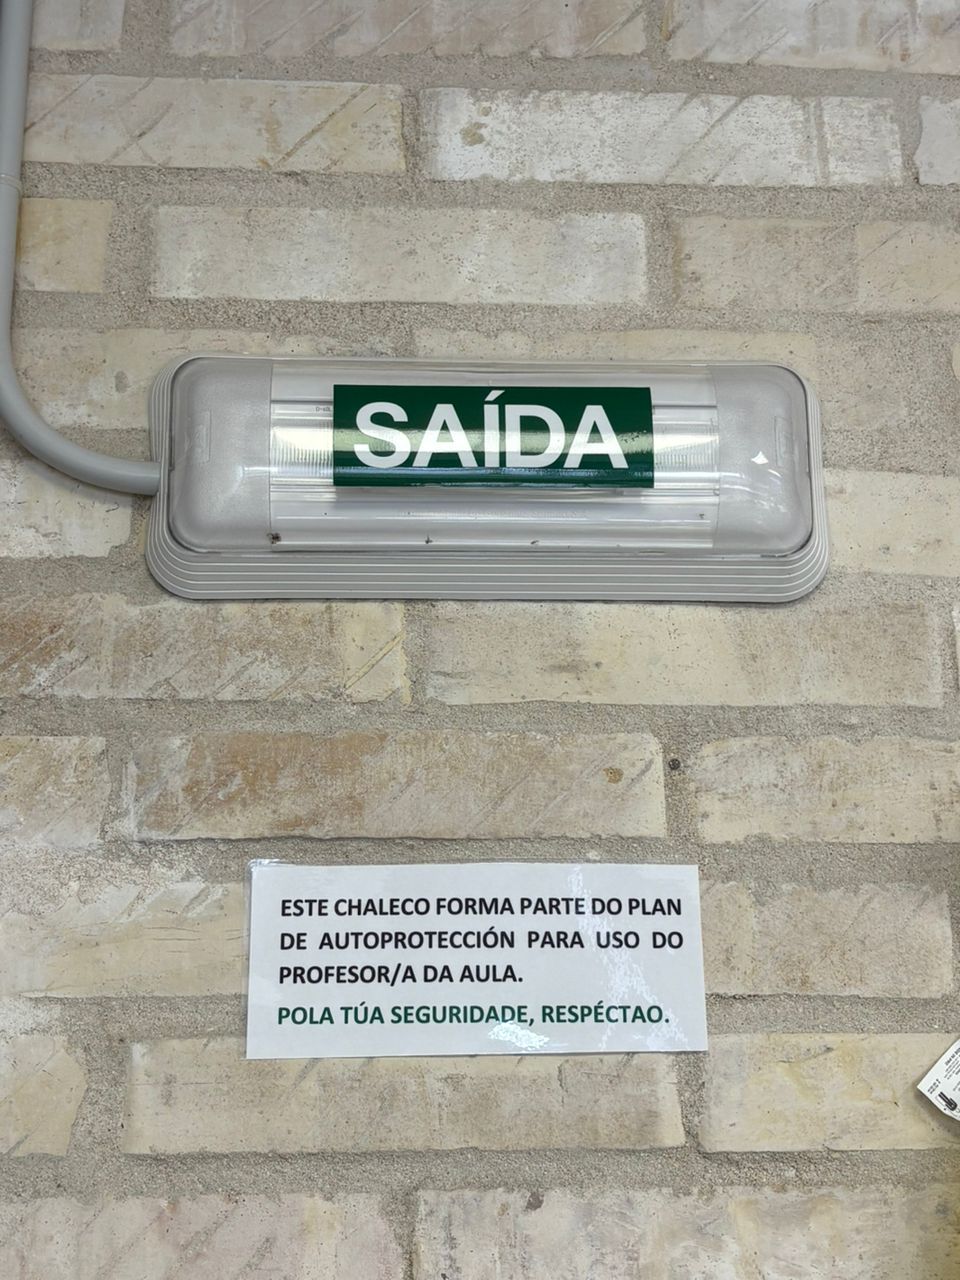 SAÍDA
ESTE CHALECO FORMA PARTE DO PLAN
DE AUTOPROTECCIÓN PARA USO DO
PROFESOR/A DA AULA.
POLA TÚA SEGURIDADE, RESPÉCTAO.